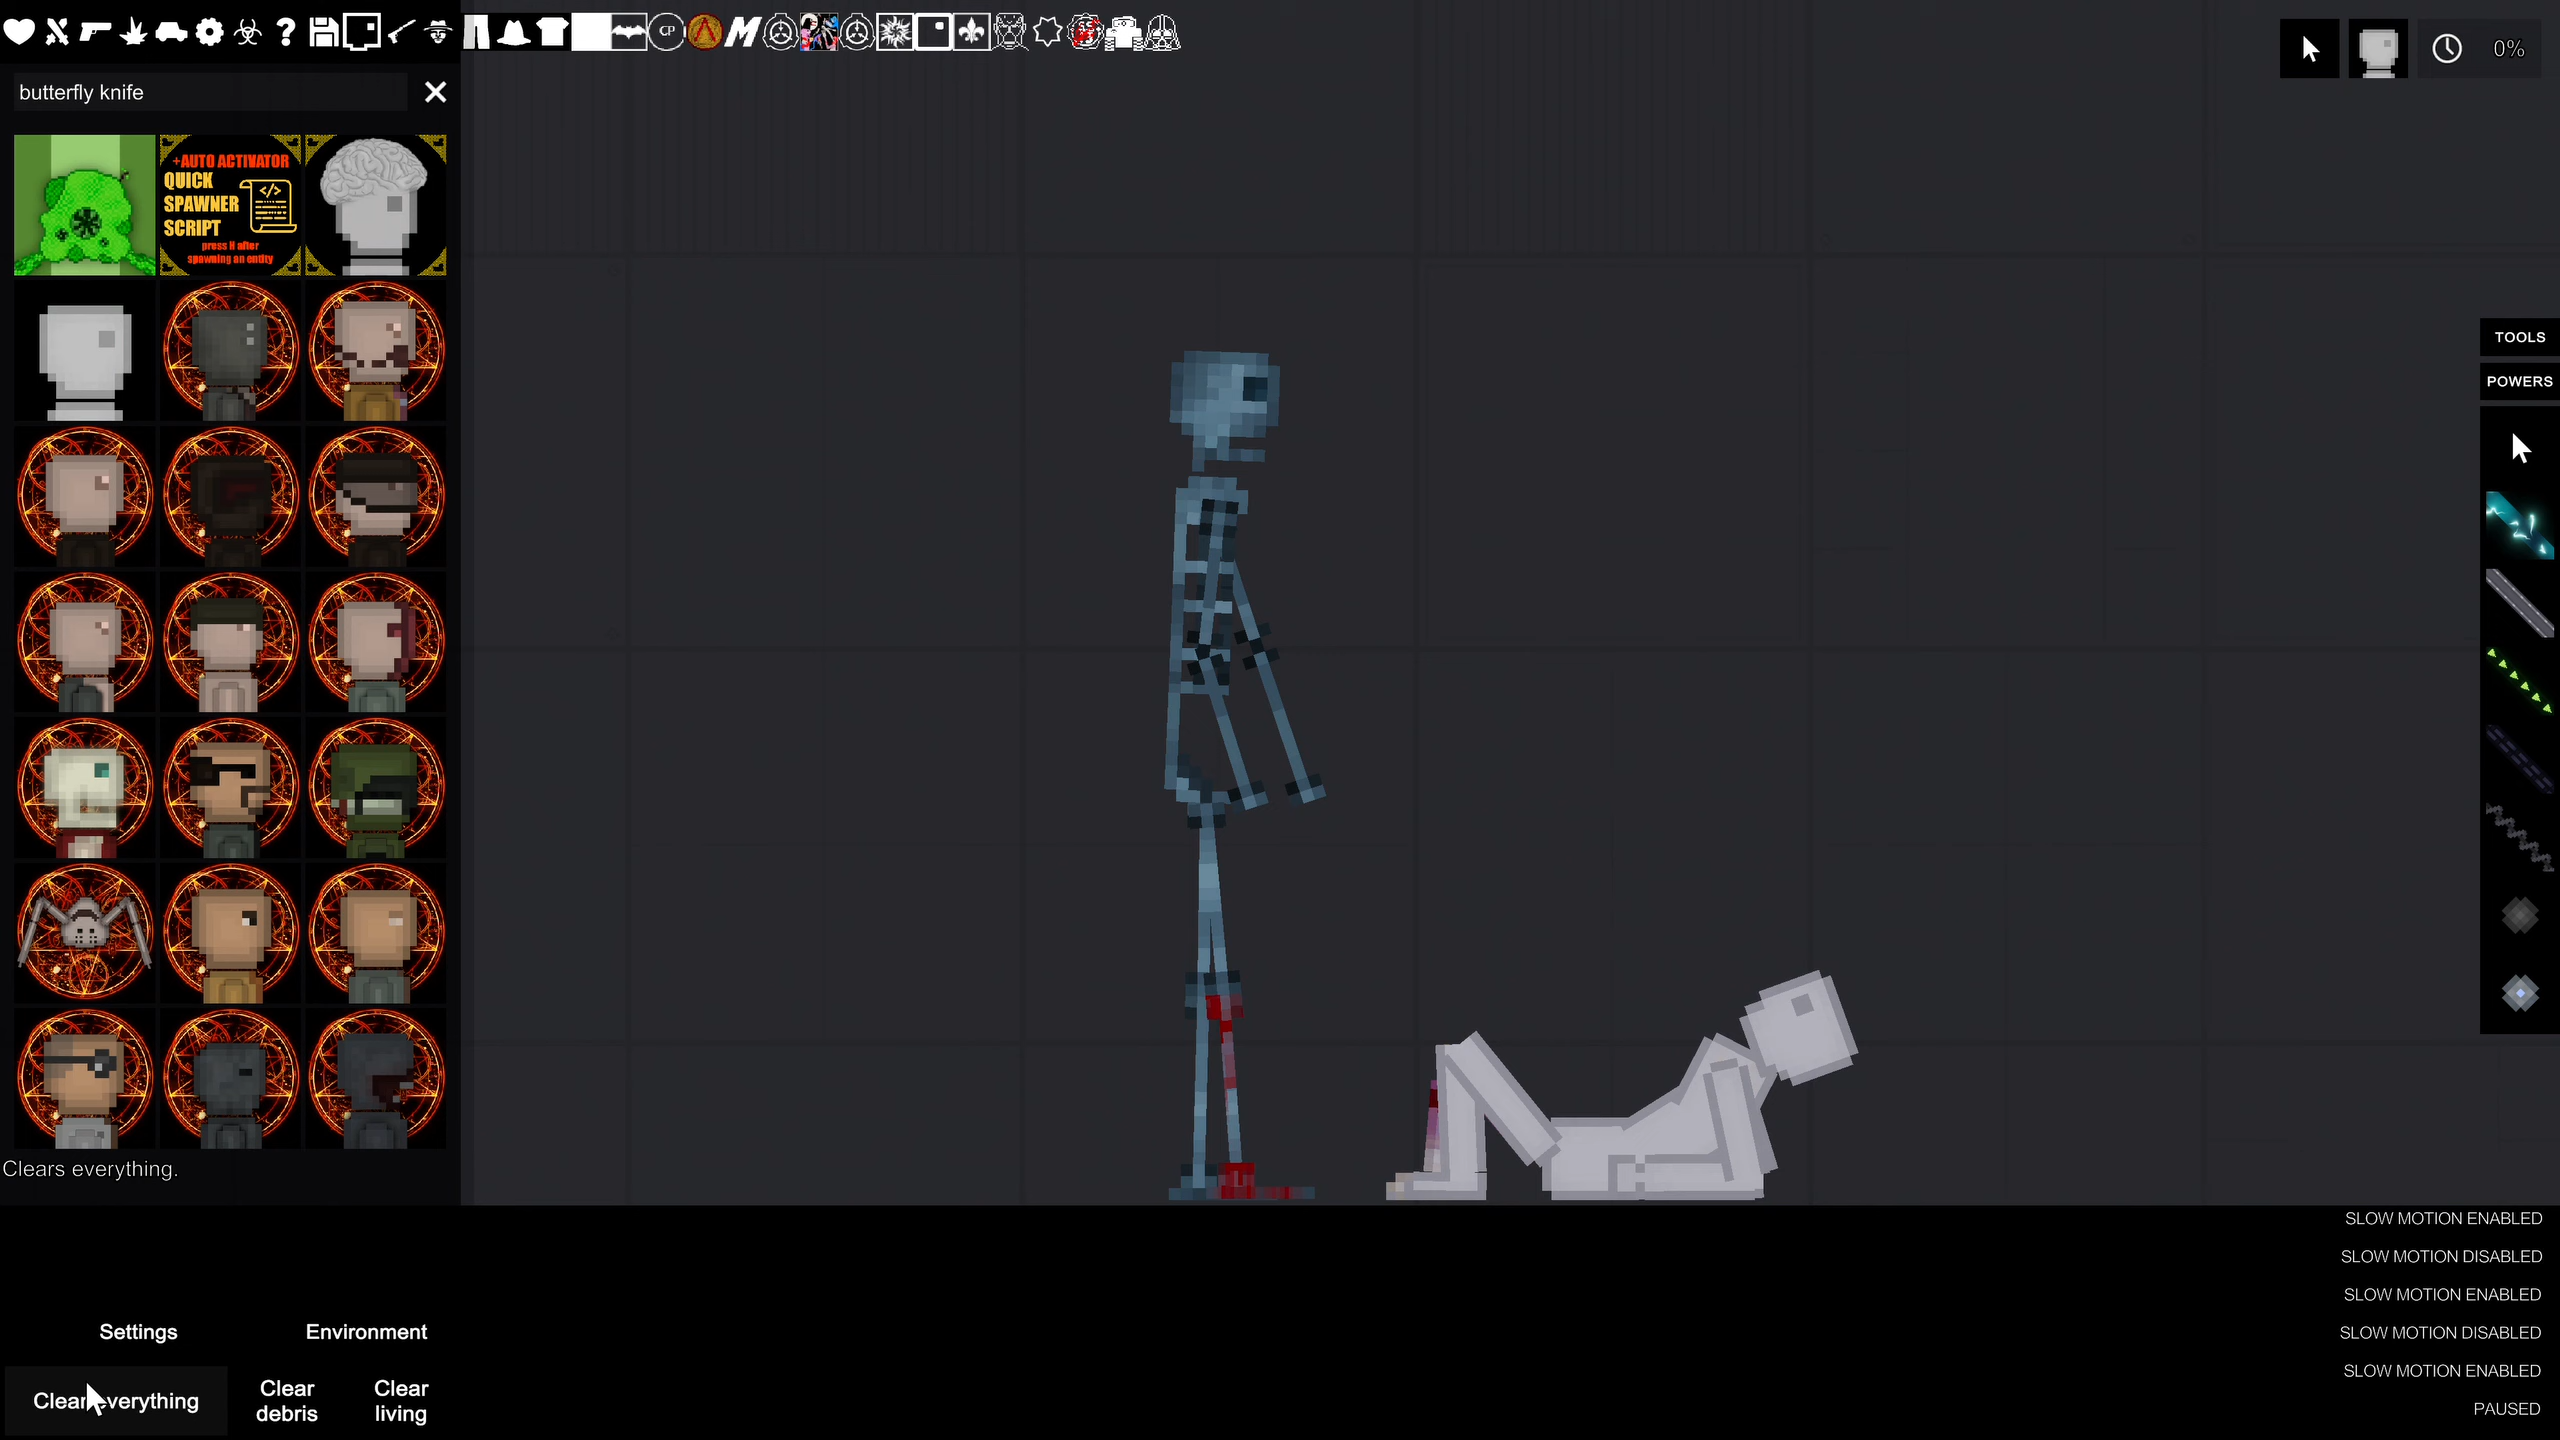 CP
M
0%
butterfly knife
+AUTO ACTIVATOR
QUICK
SPAWNER
SCRIPT
press H after
spawning an entity
TOOLS
POWERS
Clears everything.
SLOW MOTION ENABLED
SLOW MOTION DISABLED
SLOW MOTION ENABLED
SLOW MOTION DISABLED
SLOW MOTION ENABLED
PAUSED
Settings
Environment
Clear everything
Clear
debris
Clear
living